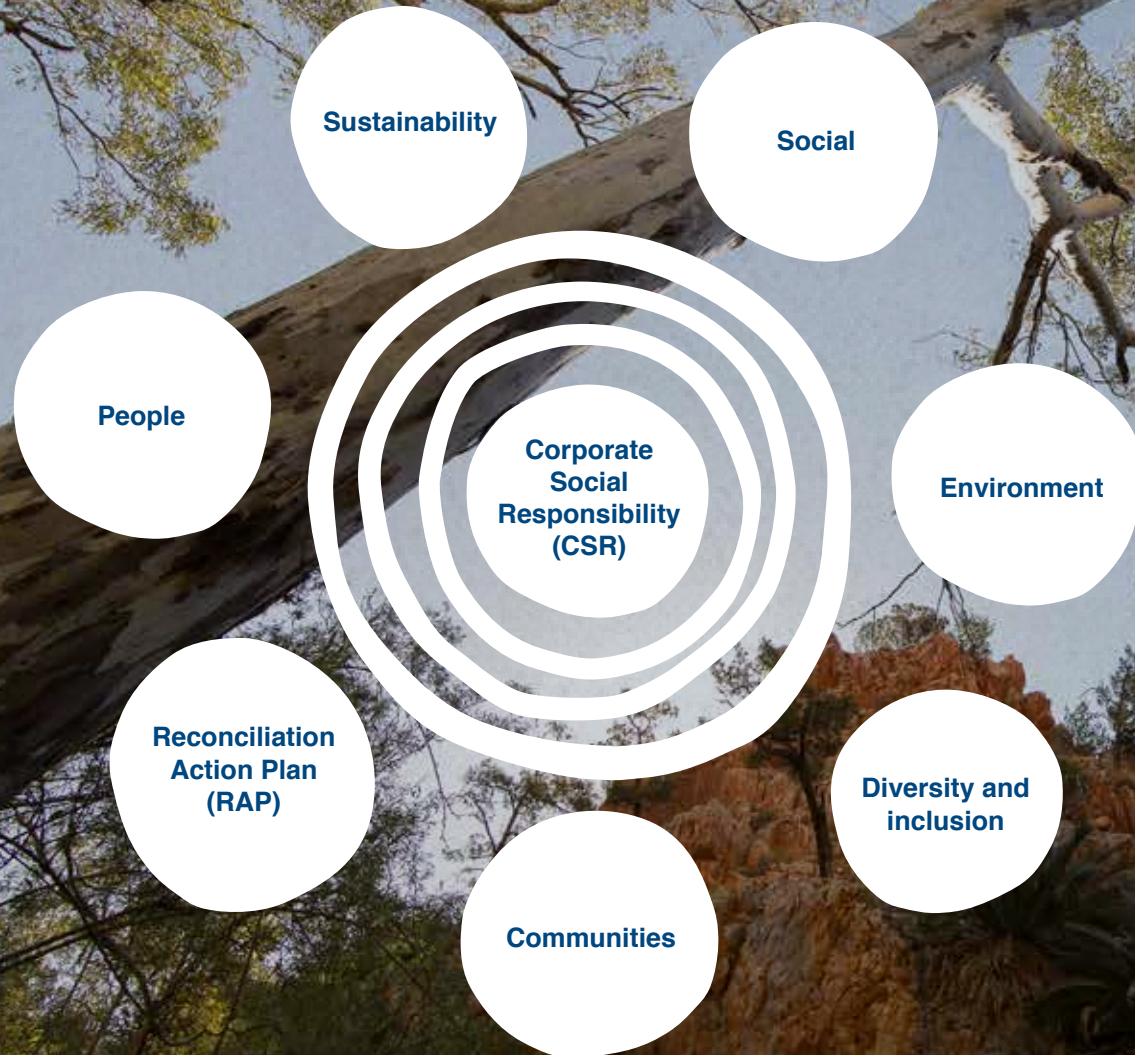 Sustainability
Social
People
Corporate
Social
Responsibility
(CSR)
Environment
Reconciliation
Action Plan
(RAP)
Diversity and
inclusion
Communities